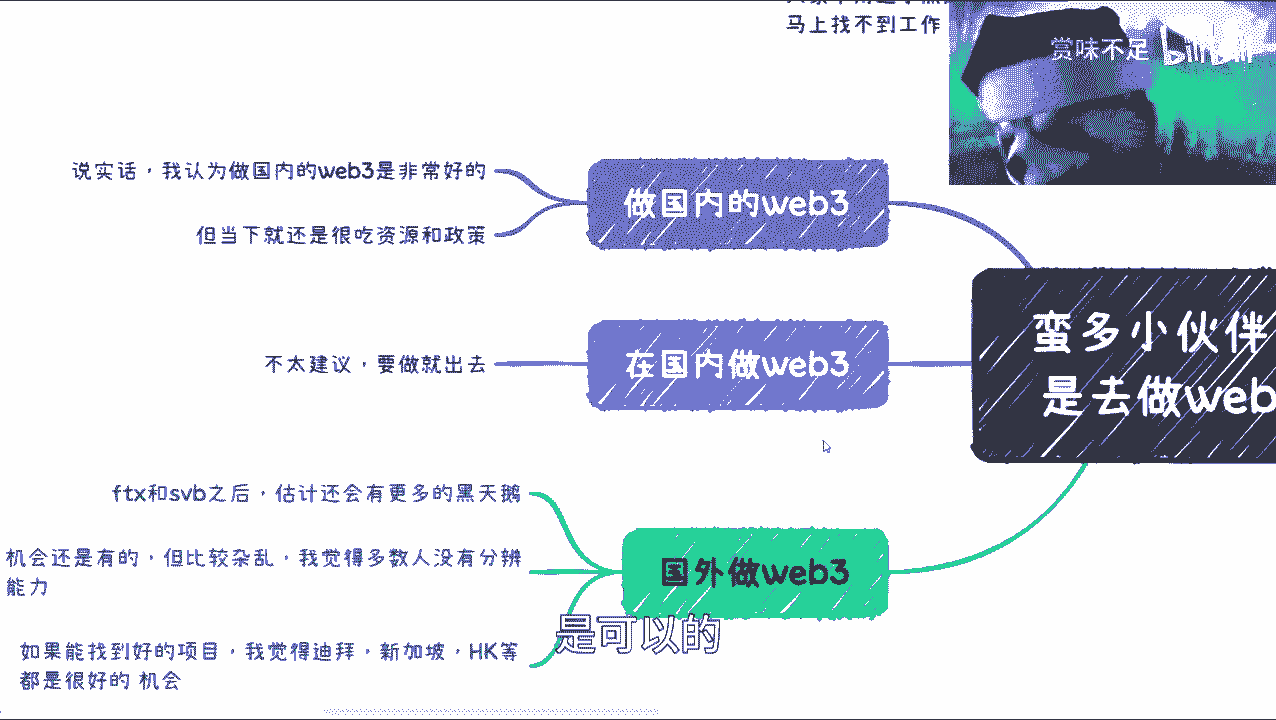 马上找不到工作
赏味不足 bilibili
说实话，我认为做国内的web3是非常好的
做国内的web3
但当下就还是很吃资源和政策
蛮多小伙伴
不太建议，要做就出去
在国内做web3
是去做web
ftx和svb之后，估计还会有更多的黑天鹅
机会还是有的，但比较杂乱，我觉得多数人没有分辨
能力
国外做web3
是可以的
如果能找到好的项目，我觉得迪拜，新加坡，HK等
都是很好的 机会